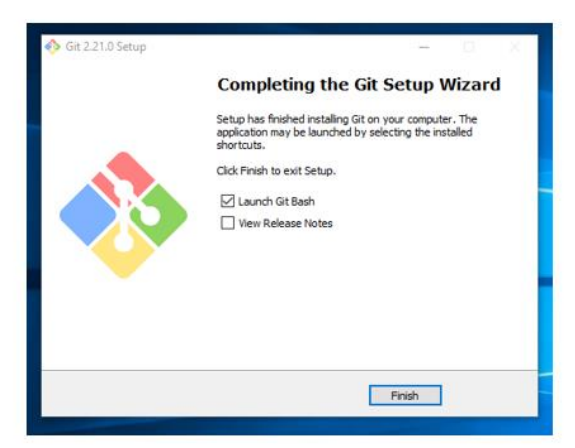 Git 2.21.0 Setup
Completing the Git Setup Wizard
Setup has finished installing Git on your computer. The
application may be launched by selecting the installed
shortcuts.
Click Finish to exit Setup.
Launch Git Bash
View Release Notes
Finish